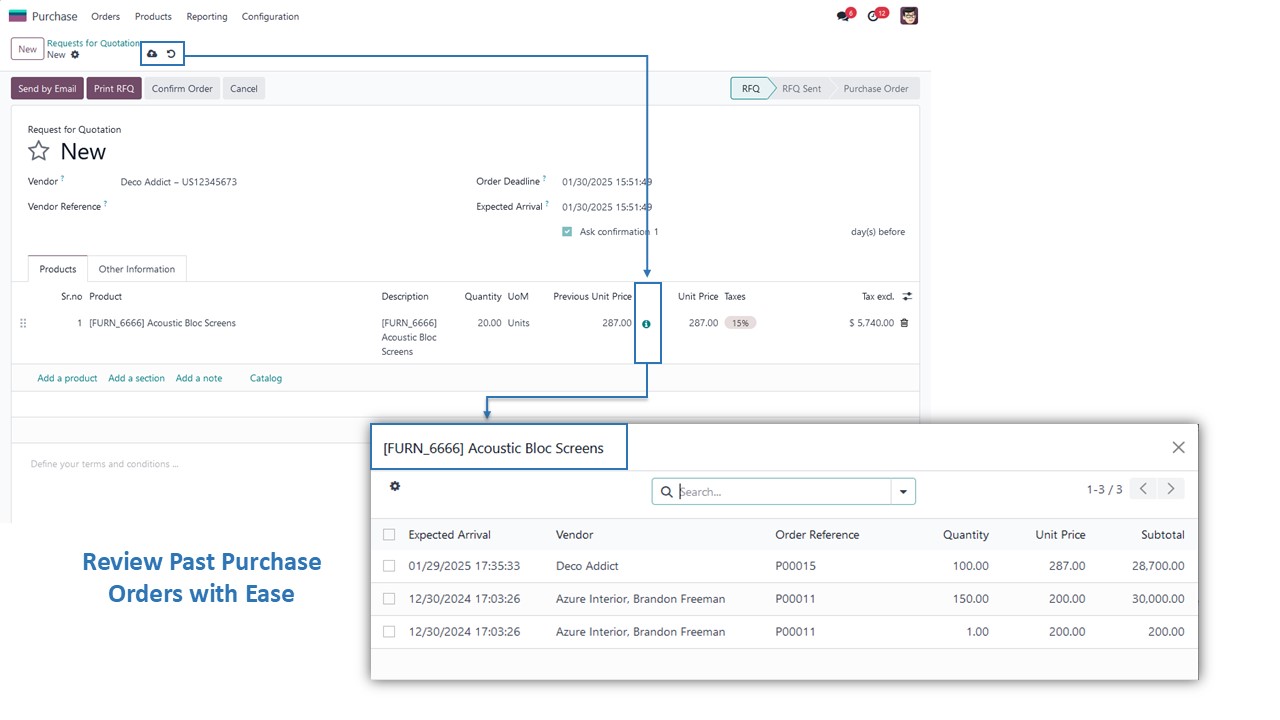 Purchase Orders Products Reporting Configuration 6 12
New Requests for Quotation
New
Send by Email Print RFQ Confirm Order Cancel RFQ RFQ Sent Purchase Order
Request for Quotation
New
Vendor ? Deco Addict – US12345673 Order Deadline ? 01/30/2025 15:51:49
Vendor Reference ? Expected Arrival ? 01/30/2025 15:51:49
Ask confirmation 1 day(s) before
Products Other Information
Sr.no Product Description Quantity UoM Previous Unit Price Unit Price Taxes Tax excl.
1 [FURN_6666] Acoustic Bloc Screens [FURN_6666] 20.00 Units 287.00 287.00 15% $ 5,740.00
Acoustic Bloc
Screens
Add a product Add a section Add a note Catalog
Define your terms and conditions ...
[FURN_6666] Acoustic Bloc Screens
Search... 1-3 / 3
Expected Arrival Vendor Order Reference Quantity Unit Price Subtotal
01/29/2025 17:35:33 Deco Addict P00015 100.00 287.00 28,700.00
12/30/2024 17:03:26 Azure Interior, Brandon Freeman P00011 150.00 200.00 30,000.00
12/30/2024 17:03:26 Azure Interior, Brandon Freeman P00011 1.00 200.00 200.00
Review Past Purchase
Orders with Ease